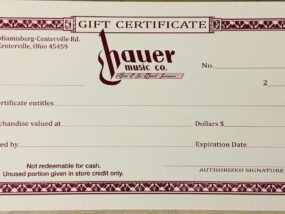 GIFT CERTIFICATE
Miamisburg-Centerville Rd.
Centerville, Ohio 45459
hauer
MUSIC CO.
No.
2
ertificate entitles
chandise valued at
Dollars $
ed by
Expiration Date
Not redeemable for cash.
Unused portion given in store credit only.
AUTHORIZED SIGNATURE